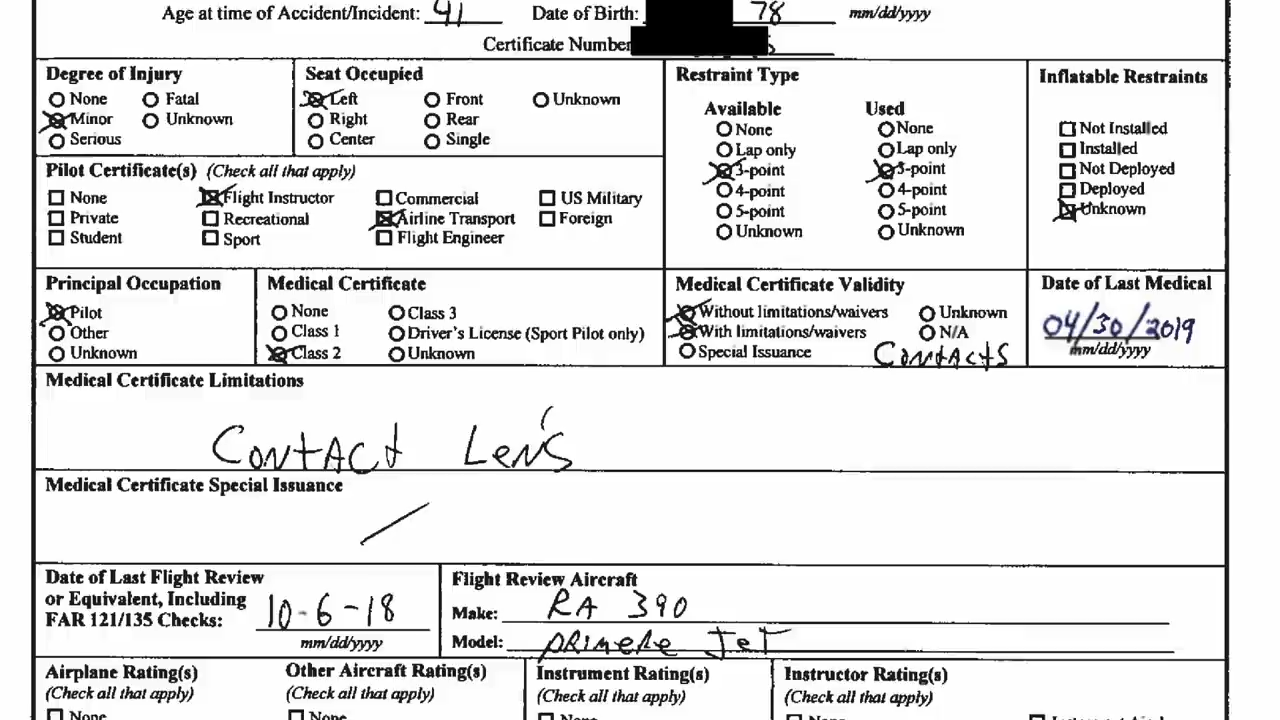 Age at time of Accident/Incident: 41 Date of Birth: 78 mm/dd/yyyy
Certificate Number
Degree of Injury Seat Occupied Restraint Type Inflatable Restraints
None Fatal Left Front Unknown Available Used
Minor Unknown Right Rear None None Not Installed
Serious Center Single Lap only Lap only Installed
Pilot Certificate(s) (Check all that apply) 3-point 3-point Not Deployed
None Flight Instructor Commercial US Military 4-point 4-point Deployed
Private Recreational Airline Transport Foreign 5-point 5-point Unknown
Student Sport Flight Engineer Unknown Unknown
Principal Occupation Medical Certificate Medical Certificate Validity Date of Last Medical
Pilot None Class 3 Without limitations/waivers Unknown 04/30/2019
Other Class 1 Driver's License (Sport Pilot only) With limitations/waivers N/A
Unknown Class 2 Unknown Special Issuance Contacts mm/dd/yyyy
Medical Certificate Limitations
Contact Len's
Medical Certificate Special Issuance
Date of Last Flight Review Flight Review Aircraft
or Equivalent, Including 10-6-18 Make: RA 390
FAR 121/135 Checks:
mm/dd/yyyy Model: Primere Jet
Airplane Rating(s) Other Aircraft Rating(s) Instrument Rating(s) Instructor Rating(s)
(Check all that apply) (Check all that apply) (Check all that apply) (Check all that apply)
None None None None